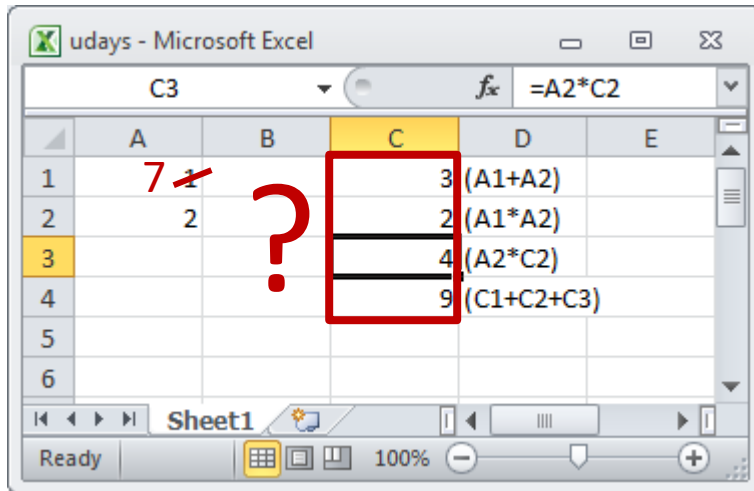 udays - Microsoft Excel
C3 fx =A2*C2
A B C D E
1 7 1 3 (A1+A2)
2 2 2 (A1*A2)
3 4 (A2*C2)
4 9 (C1+C2+C3)
5
6
?
Sheet1
Ready 100%